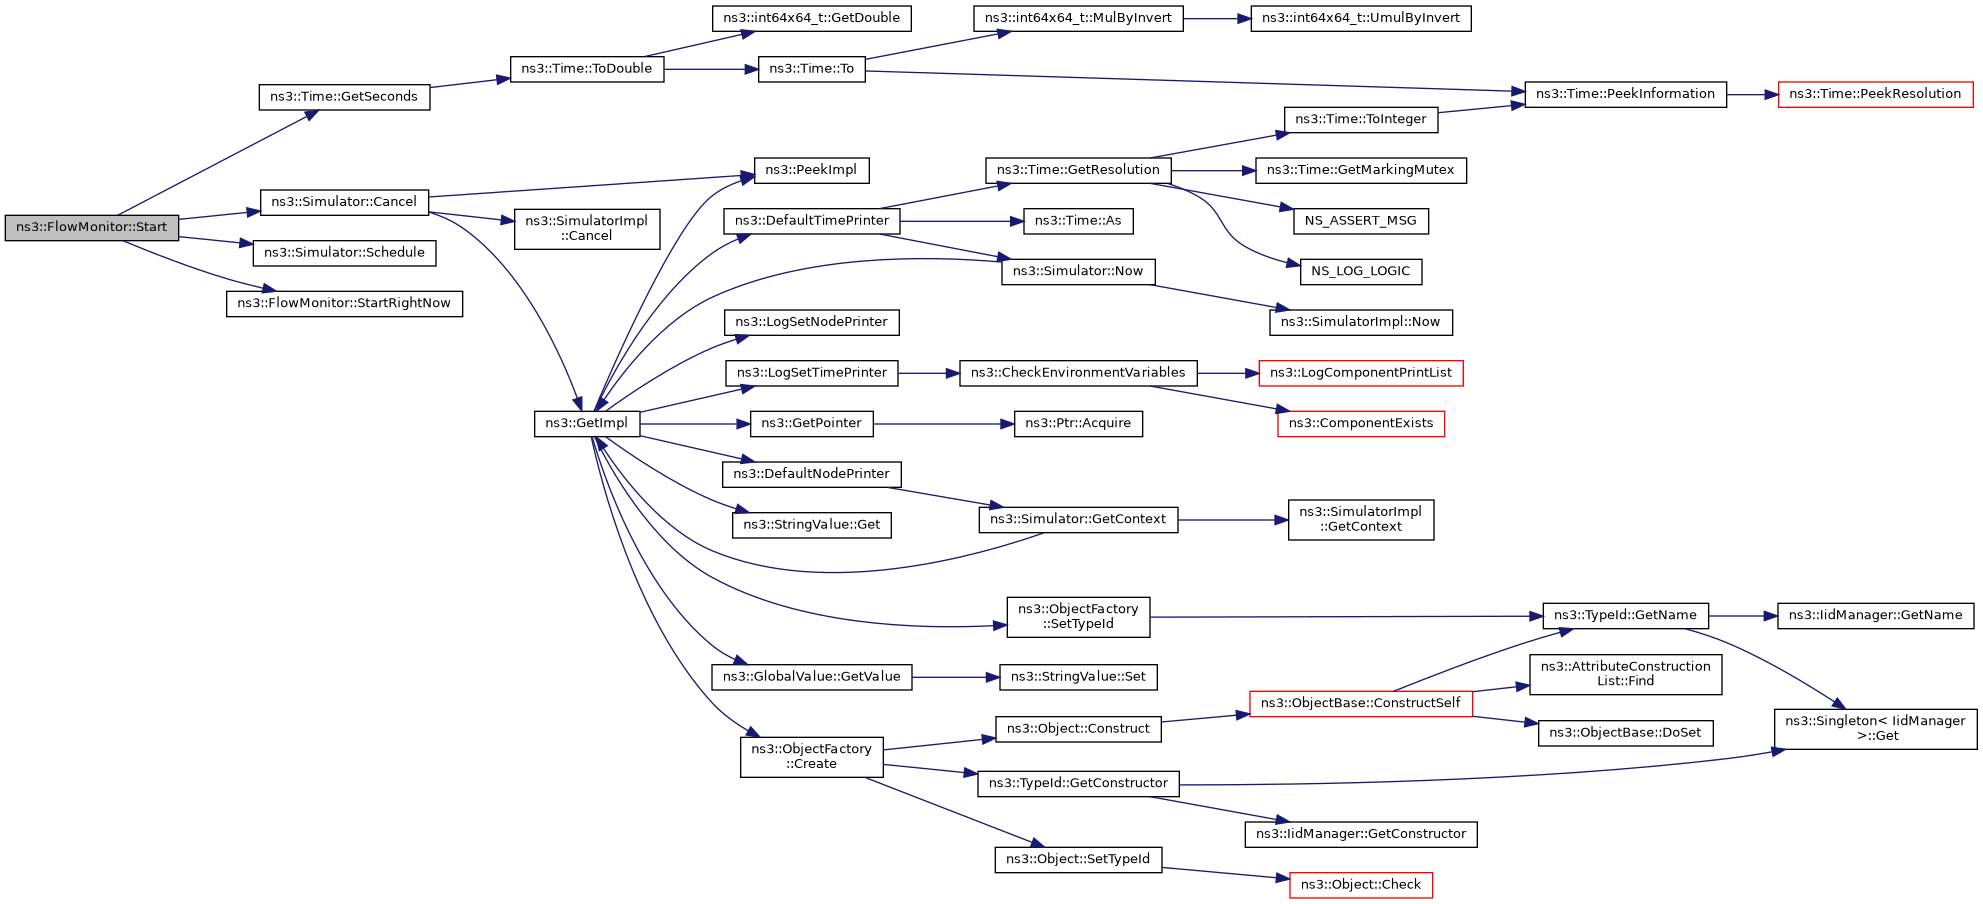 ns3::int64x64_t::GetDouble
ns3::int64x64_t::MulByInvert
ns3::int64x64_t::UmulByInvert
ns3::Time::ToDouble
ns3::Time::To
ns3::Time::GetSeconds
ns3::Time::PeekInformation
ns3::Time::PeekResolution
ns3::Time::ToInteger
ns3::PeekImpl
ns3::Time::GetResolution
ns3::Time::GetMarkingMutex
ns3::Simulator::Cancel
ns3::FlowMonitor::Start
ns3::SimulatorImpl
::Cancel
ns3::DefaultTimePrinter
ns3::Time::As
NS_ASSERT_MSG
ns3::Simulator::Schedule
ns3::Simulator::Now
NS_LOG_LOGIC
ns3::FlowMonitor::StartRightNow
ns3::LogSetNodePrinter
ns3::SimulatorImpl::Now
ns3::LogSetTimePrinter
ns3::CheckEnvironmentVariables
ns3::LogComponentPrintList
ns3::GetImpl
ns3::GetPointer
ns3::Ptr::Acquire
ns3::ComponentExists
ns3::DefaultNodePrinter
ns3::StringValue::Get
ns3::Simulator::GetContext
ns3::SimulatorImpl
::GetContext
ns3::ObjectFactory
::SetTypeId
ns3::TypeId::GetName
ns3::IidManager::GetName
ns3::GlobalValue::GetValue
ns3::StringValue::Set
ns3::AttributeConstruction
List::Find
ns3::ObjectBase::ConstructSelf
ns3::ObjectFactory
::Create
ns3::Object::Construct
ns3::ObjectBase::DoSet
ns3::Singleton< IidManager
>::Get
ns3::TypeId::GetConstructor
ns3::IidManager::GetConstructor
ns3::Object::SetTypeId
ns3::Object::Check